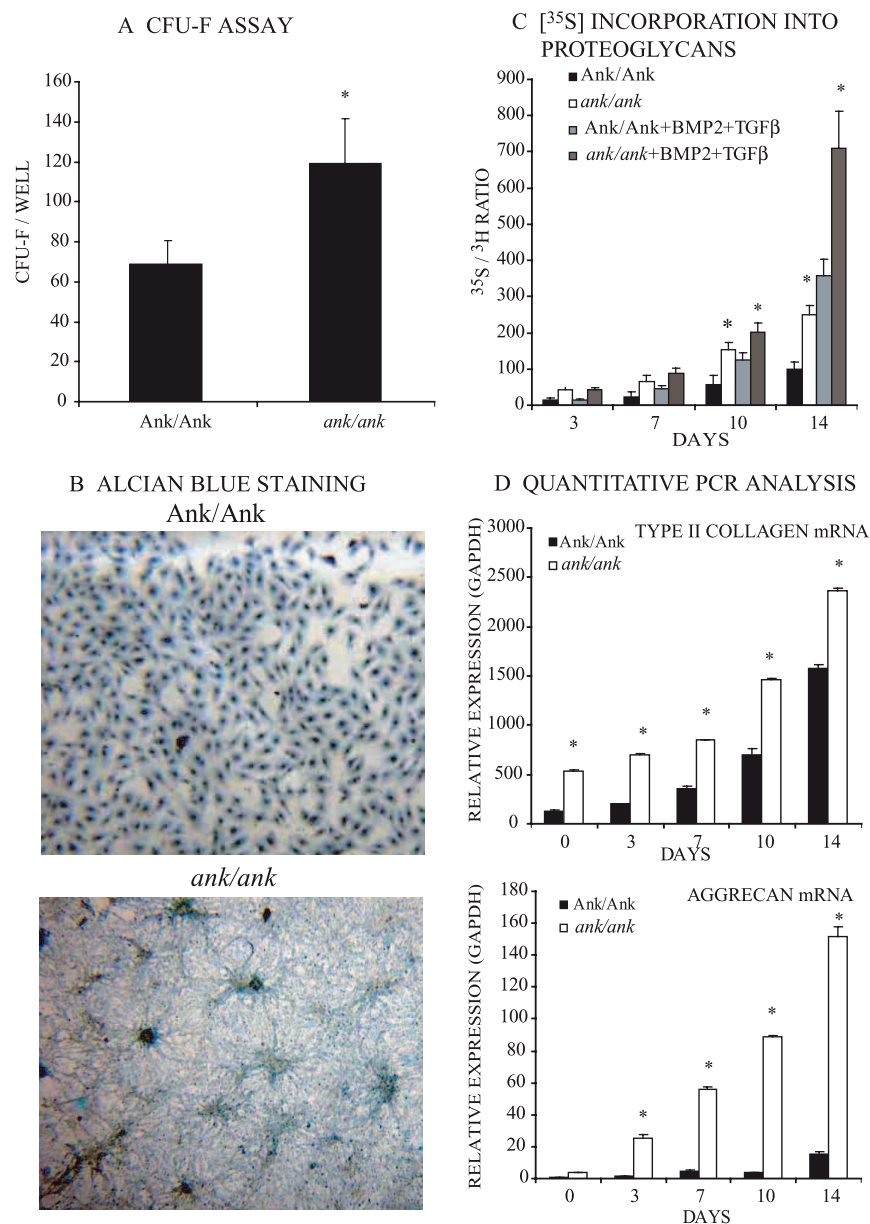 A CFU-F ASSAY
160
140
120
100
80
60
40
20
0
CFU-F / WELL
*
Ank/Ank
ank/ank
B ALCIAN BLUE STAINING
Ank/Ank
ank/ank
C [³⁵S] INCORPORATION INTO
PROTEOGLYCANS
900
800
700
600
500
400
300
200
100
0
³⁵S / ³H RATIO
Ank/Ank
ank/ank
Ank/Ank+BMP2+TGFβ
ank/ank+BMP2+TGFβ
* * * *
3 7 10 14
DAYS
D QUANTITATIVE PCR ANALYSIS
TYPE II COLLAGEN mRNA
3000
2500
2000
1500
1000
500
0
RELATIVE EXPRESSION (GAPDH)
Ank/Ank
ank/ank
* * * * *
0 3 7 10 14
DAYS
AGGRECAN mRNA
180
160
140
120
100
80
60
40
20
0
RELATIVE EXPRESSION (GAPDH)
Ank/Ank
ank/ank
* * * *
0 3 7 10 14
DAYS